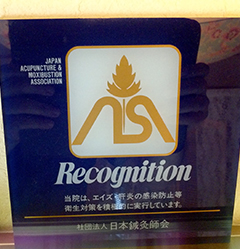 JAPAN
ACUPUNCTURE &
MOXIBUSTION
ASSOCIATION
Recognition
当院は、エイズ・肝炎の感染防止等
衛生対策を積極的に実行しています。
社団法人 日本鍼灸師会